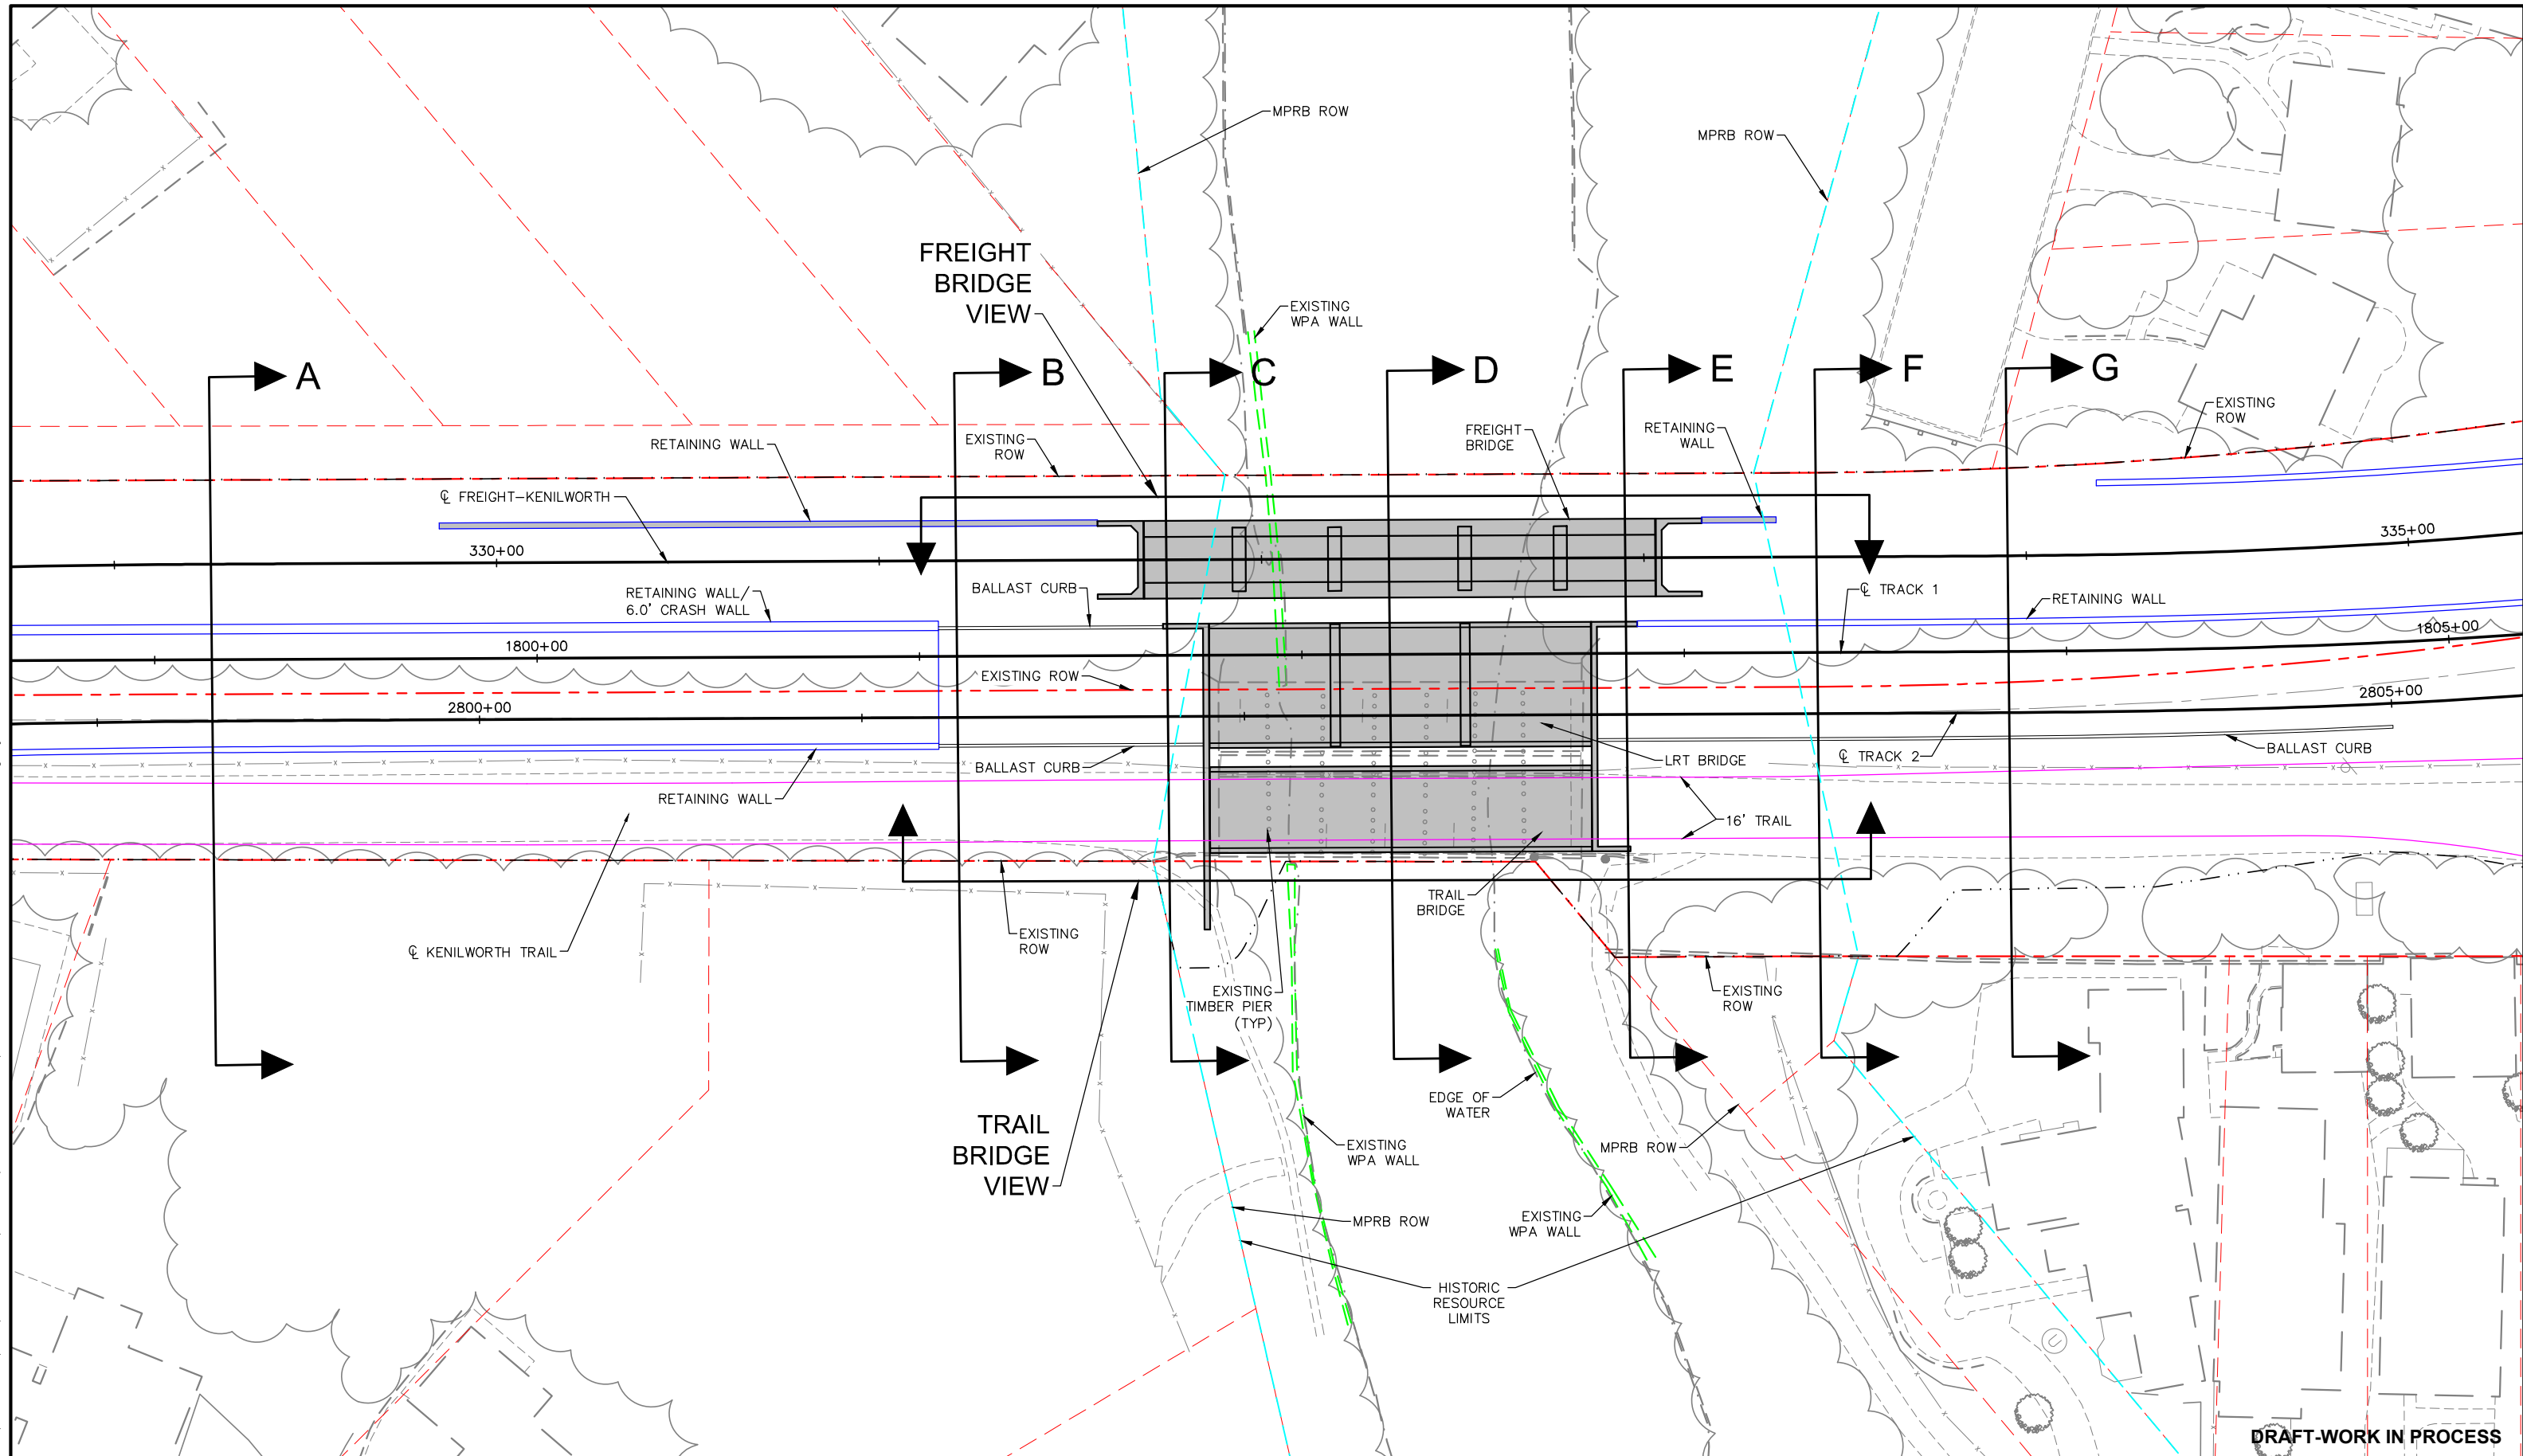 MPRB ROW
MPRB ROW
FREIGHT
BRIDGE
VIEW
EXISTING
WPA WALL
A
B
C
D
E
F
G
EXISTING
ROW
RETAINING WALL
EXISTING
ROW
FREIGHT
BRIDGE
RETAINING
WALL
℄ FREIGHT-KENILWORTH
330+00
335+00
RETAINING WALL/
6.0' CRASH WALL
BALLAST CURB
℄ TRACK 1
RETAINING WALL
1800+00
1805+00
EXISTING ROW
2800+00
2805+00
BALLAST CURB
LRT BRIDGE
℄ TRACK 2
BALLAST CURB
RETAINING WALL
16' TRAIL
℄ KENILWORTH TRAIL
EXISTING
ROW
TRAIL
BRIDGE
EXISTING
TIMBER PIER
(TYP)
EXISTING
ROW
EDGE OF
WATER
TRAIL
BRIDGE
VIEW
EXISTING
WPA WALL
MPRB ROW
MPRB ROW
EXISTING
WPA WALL
HISTORIC
RESOURCE
LIMITS
DRAFT-WORK IN PROCESS